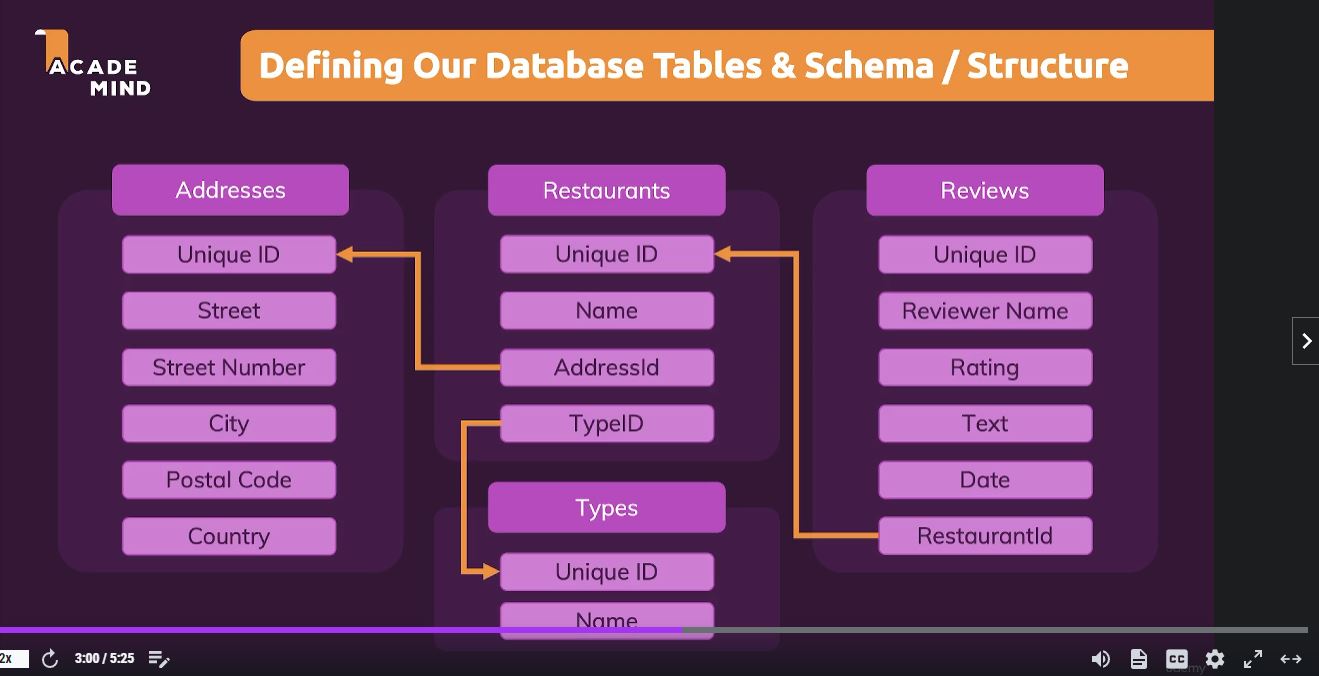 ACADE
MIND
Defining Our Database Tables & Schema / Structure
Addresses
Unique ID
Street
Street Number
City
Postal Code
Country
Restaurants
Unique ID
Name
AddressId
TypeID
Types
Unique ID
Name
Reviews
Unique ID
Reviewer Name
Rating
Text
Date
RestaurantId
2x
3:00 / 5:25
CC
udemy